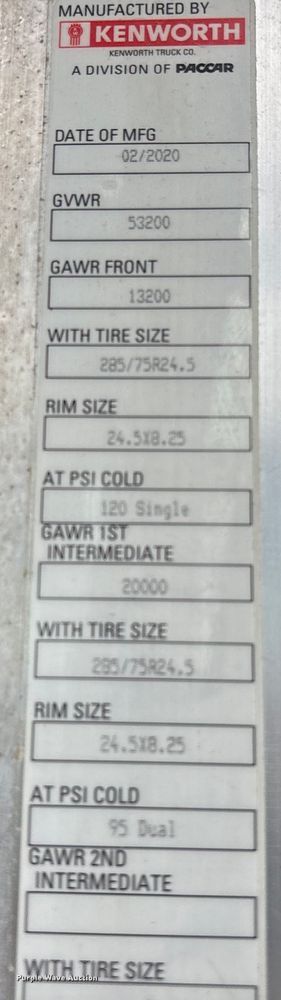 MANUFACTURED BY
KENWORTH
KENWORTH TRUCK CO.
A DIVISION OF PACCAR
DATE OF MFG
02/2020
GVWR
53200
GAWR FRONT
13200
WITH TIRE SIZE
285/75R24.5
RIM SIZE
24.5X8.25
AT PSI COLD
120 Single
GAWR 1ST
INTERMEDIATE
20000
WITH TIRE SIZE
285/75R24.5
RIM SIZE
24.5X8.25
AT PSI COLD
95 Dual
GAWR 2ND
INTERMEDIATE
WITH TIRE SIZE
Purple Wave Auction